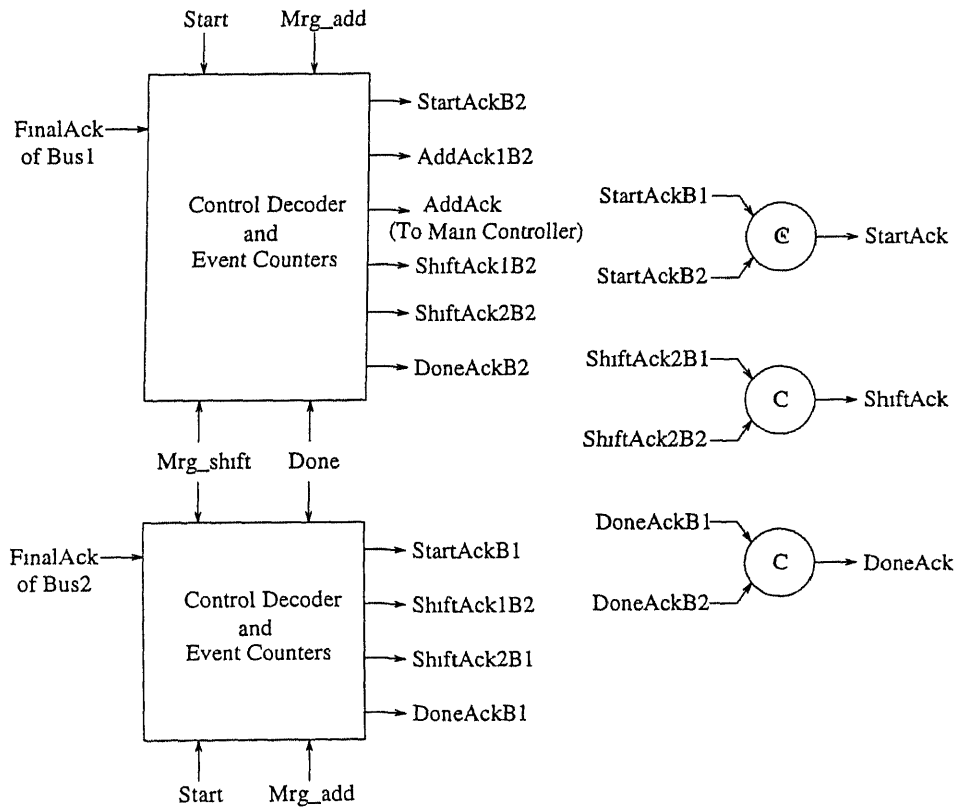 Start
Mrg_add
FinalAck
of Bus1
Control Decoder
and
Event Counters
StartAckB2
AddAck1B2
AddAck
(To Main Controller)
ShiftAck1B2
ShiftAck2B2
DoneAckB2
Mrg_shift
Done
FinalAck
of Bus2
Control Decoder
and
Event Counters
StartAckB1
ShiftAck1B2
ShiftAck2B1
DoneAckB1
Start
Mrg_add
StartAckB1
StartAckB2
C
StartAck
ShiftAck2B1
ShiftAck2B2
C
ShiftAck
DoneAckB1
DoneAckB2
C
DoneAck